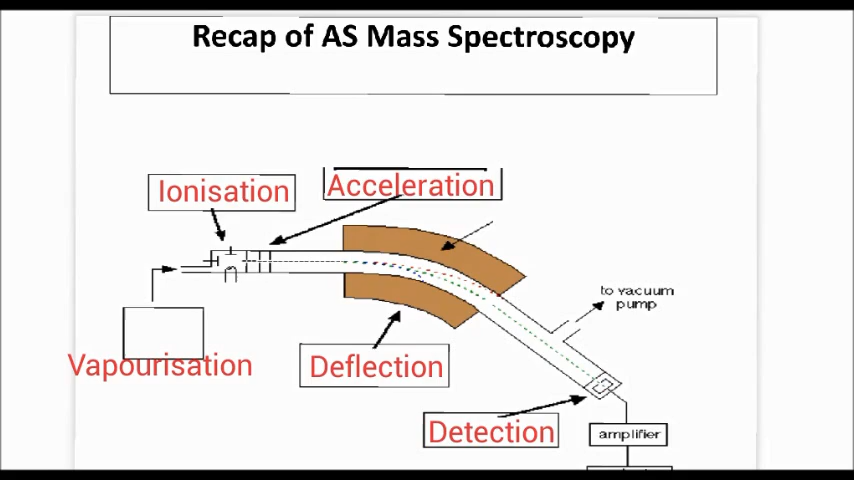 Recap of AS Mass Spectroscopy
Ionisation
Acceleration
to vacuum
pump
Vapourisation
Deflection
Detection
amplifier